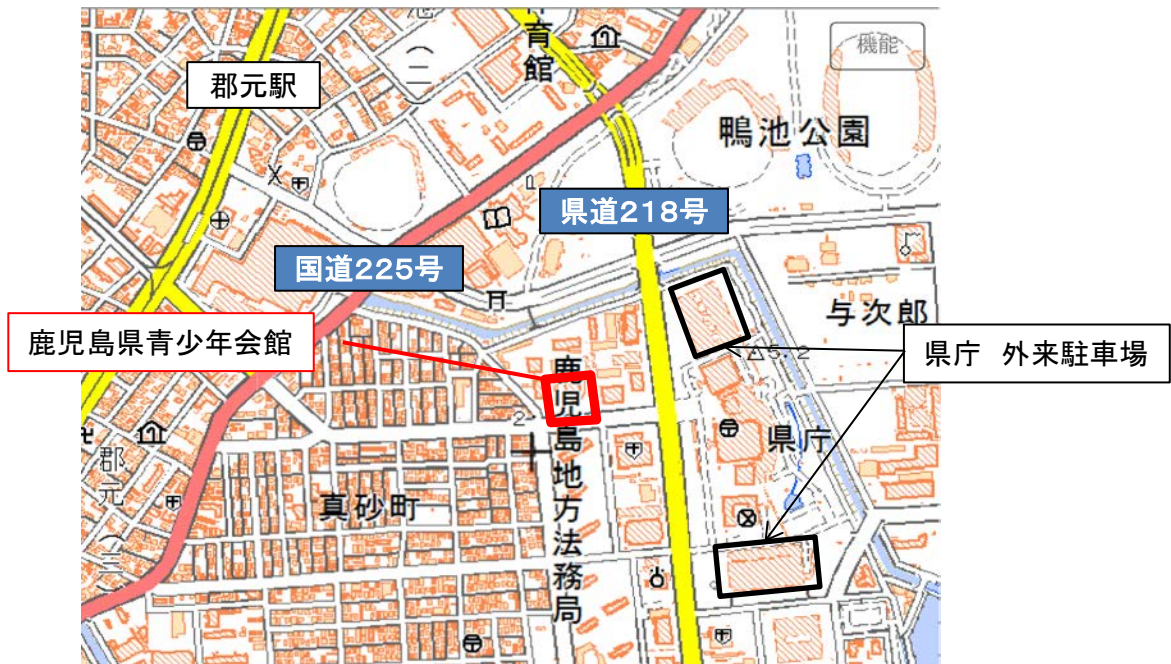 育館
機能
郡元駅
(二)
鴨池公園
県道218号
国道225号
与次郎
鹿児島県青少年会館
県庁 外来駐車場
5.2
鹿児島地方法務局
2
県庁
郡元
(三)
真砂町